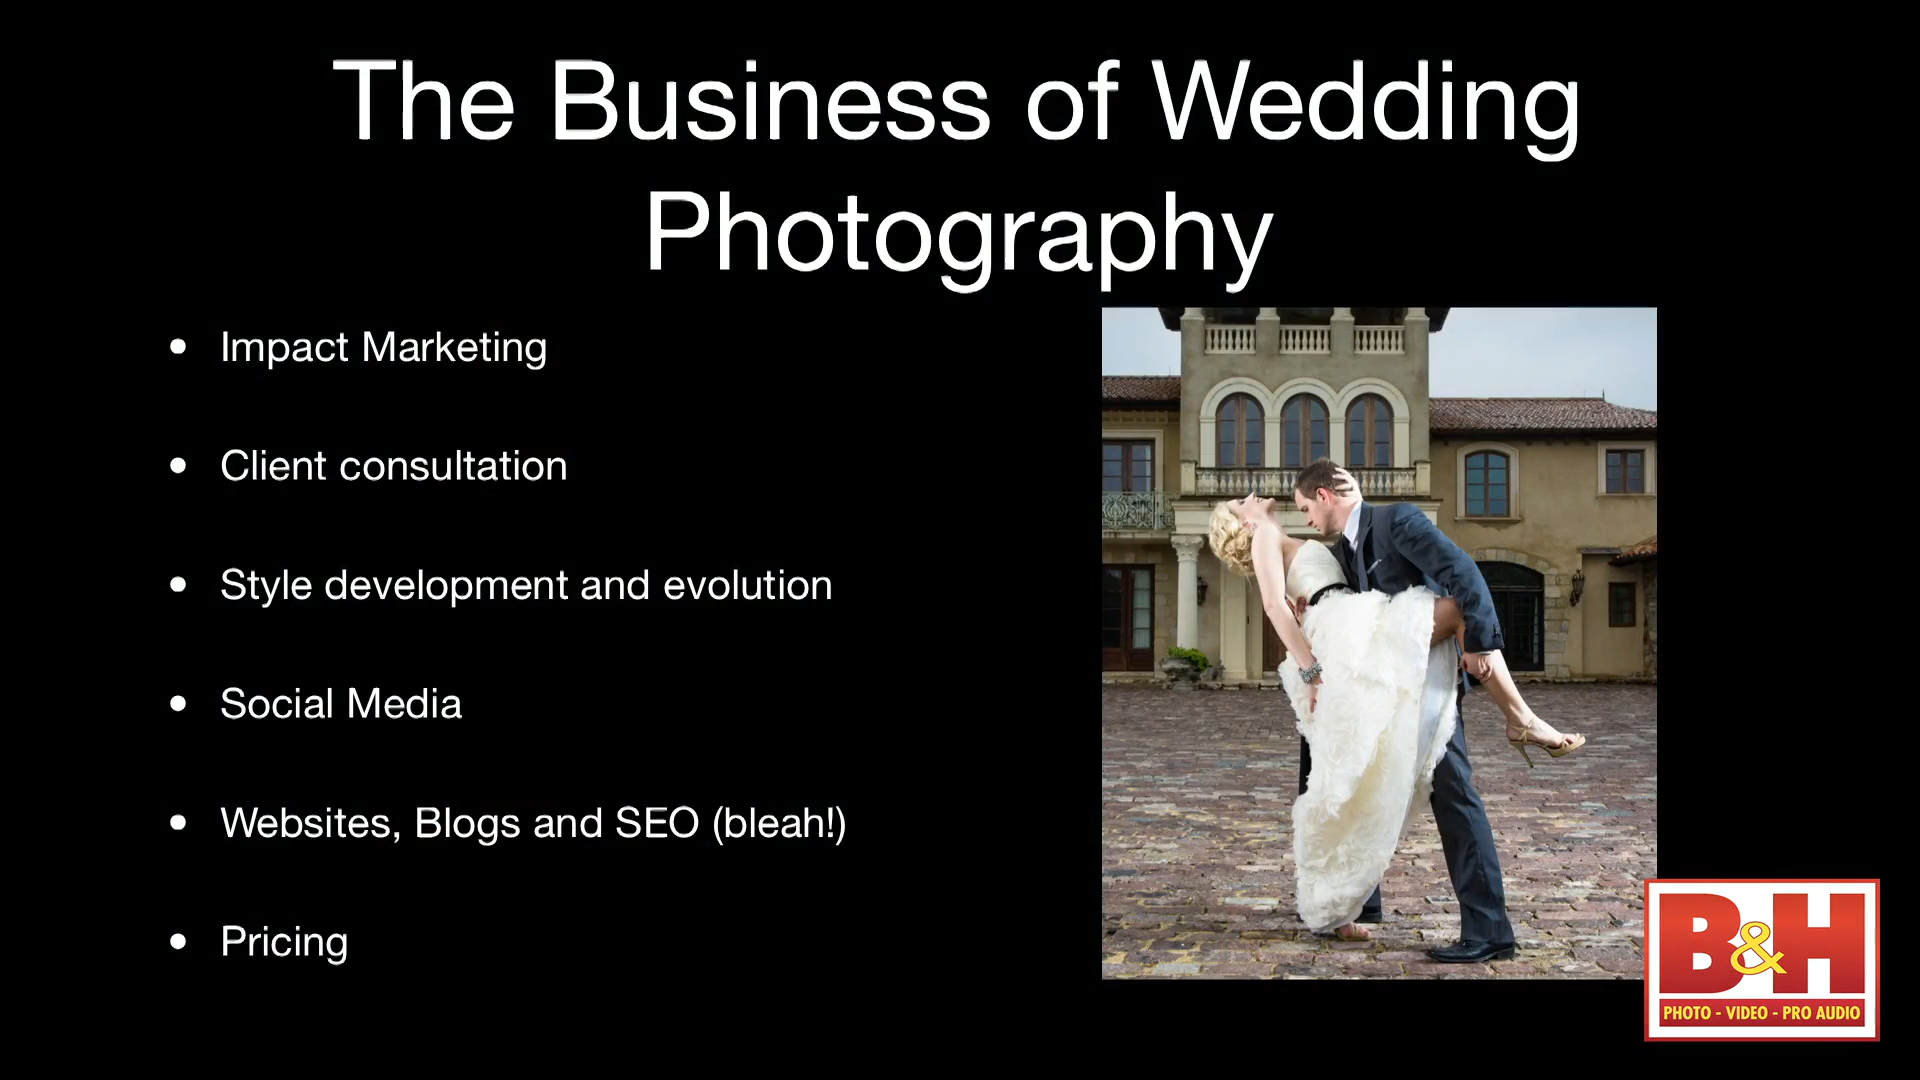 The Business of Wedding
Photography
• Impact Marketing
• Client consultation
• Style development and evolution
• Social Media
• Websites, Blogs and SEO (bleah!)
• Pricing
B&H
PHOTO - VIDEO - PRO AUDIO